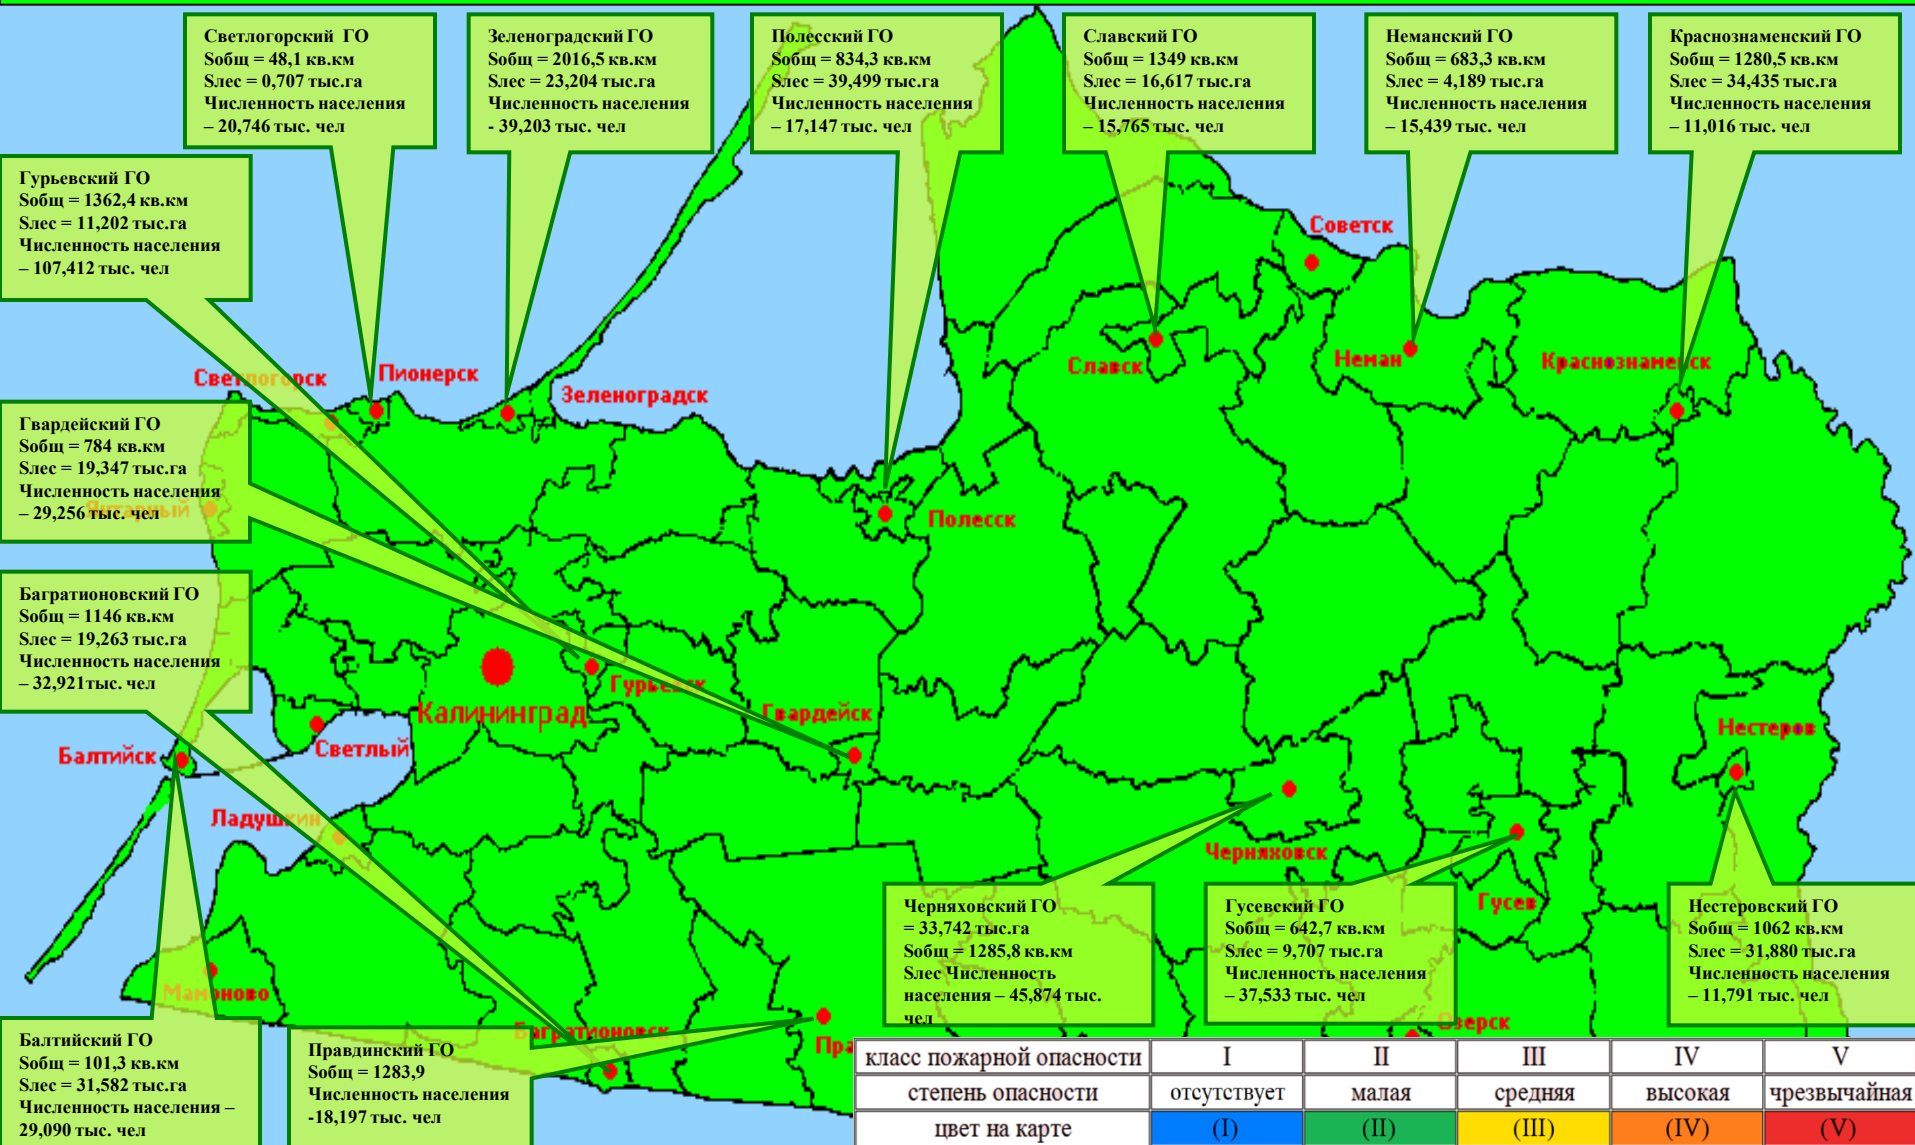 Светлогорский ГО
Sобщ = 48,1 кв.км
Sлес = 0,707 тыс.га
Численность населения
– 20,746 тыс. чел
Зеленоградский ГО
Sобщ = 2016,5 кв.км
Sлес = 23,204 тыс.га
Численность населения
- 39,203 тыс. чел
Полесский ГО
Sобщ = 834,3 кв.км
Sлес = 39,499 тыс.га
Численность населения
– 17,147 тыс. чел
Славский ГО
Sобщ = 1349 кв.км
Sлес = 16,617 тыс.га
Численность населения
– 15,765 тыс. чел
Неманский ГО
Sобщ = 683,3 кв.км
Sлес = 4,189 тыс.га
Численность населения
– 15,439 тыс. чел
Краснознаменский ГО
Sобщ = 1280,5 кв.км
Sлес = 34,435 тыс.га
Численность населения
– 11,016 тыс. чел
Гурьевский ГО
Sобщ = 1362,4 кв.км
Sлес = 11,202 тыс.га
Численность населения
– 107,412 тыс. чел
Советск
Светлогорск
Пионерск
Зеленоградск
Славск
Неман
Краснознаменск
Гвардейский ГО
Sобщ = 784 кв.км
Sлес = 19,347 тыс.га
Численность населения
– 29,256 тыс. чел
Янтарный
Полесск
Багратионовский ГО
Sобщ = 1146 кв.км
Sлес = 19,263 тыс.га
Численность населения
– 32,921тыс. чел
Гурьевск
Калининград
Гвардейск
Нестеров
Светлый
Балтийск
Ладушкин
Черняховск
Гусев
Мамоново
Багратионовск
Пра
Озерск
Черняховский ГО
= 33,742 тыс.га
Sобщ = 1285,8 кв.км
Sлес Численность
населения – 45,874 тыс.
чел
Гусевский ГО
Sобщ = 642,7 кв.км
Sлес = 9,707 тыс.га
Численность населения
– 37,533 тыс. чел
Нестеровский ГО
Sобщ = 1062 кв.км
Sлес = 31,880 тыс.га
Численность населения
– 11,791 тыс. чел
Балтийский ГО
Sобщ = 101,3 кв.км
Sлес = 31,582 тыс.га
Численность населения –
29,090 тыс. чел
Правдинский ГО
Sобщ = 1283,9
Численность населения
-18,197 тыс. чел
класс пожарной опасности I II III IV V
степень опасности отсутствует малая средняя высокая чрезвычайная
цвет на карте (I) (II) (III) (IV) (V)